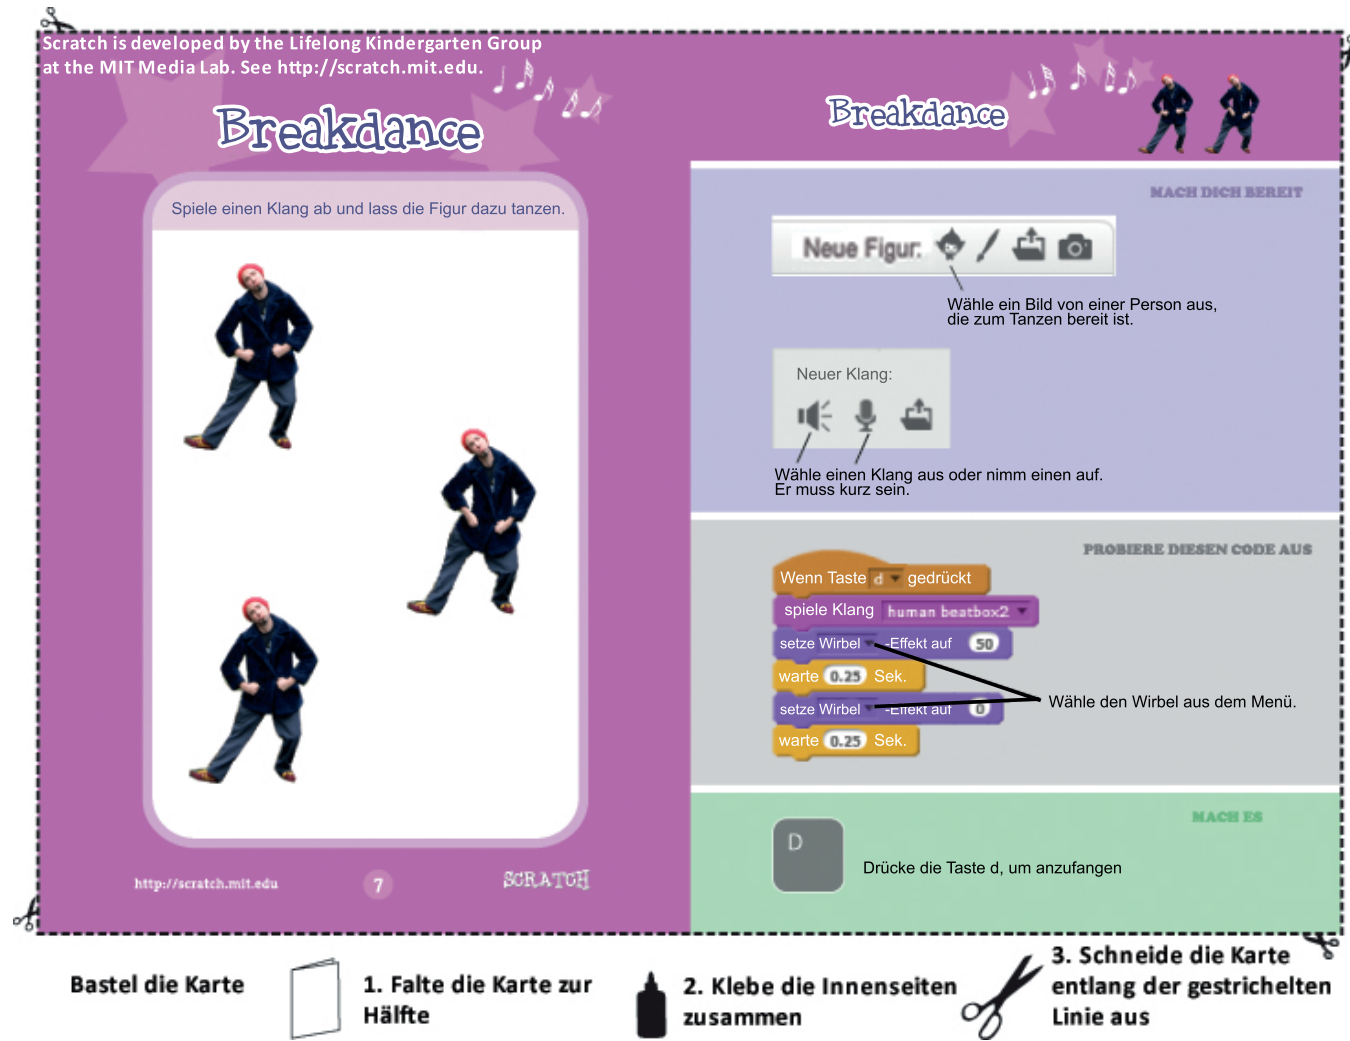 Scratch is developed by the Lifelong Kindergarten Group
at the MIT Media Lab. See http://scratch.mit.edu.
Breakdance
Spiele einen Klang ab und lass die Figur dazu tanzen.
http://scratch.mit.edu
7
SCRATCH
Breakdance
MACH DICH BEREIT
Neue Figur:
Wähle ein Bild von einer Person aus,
die zum Tanzen bereit ist.
Neuer Klang:
Wähle einen Klang aus oder nimm einen auf.
Er muss kurz sein.
PROBIERE DIESEN CODE AUS
Wenn Taste d gedrückt
spiele Klang human beatbox2
setze Wirbel -Effekt auf 50
warte 0.25 Sek.
setze Wirbel -Effekt auf 0
warte 0.25 Sek.
Wähle den Wirbel aus dem Menü.
MACH ES
D
Drücke die Taste d, um anzufangen
Bastel die Karte
1. Falte die Karte zur
Hälfte
2. Klebe die Innenseiten
zusammen
3. Schneide die Karte
entlang der gestrichelten
Linie aus